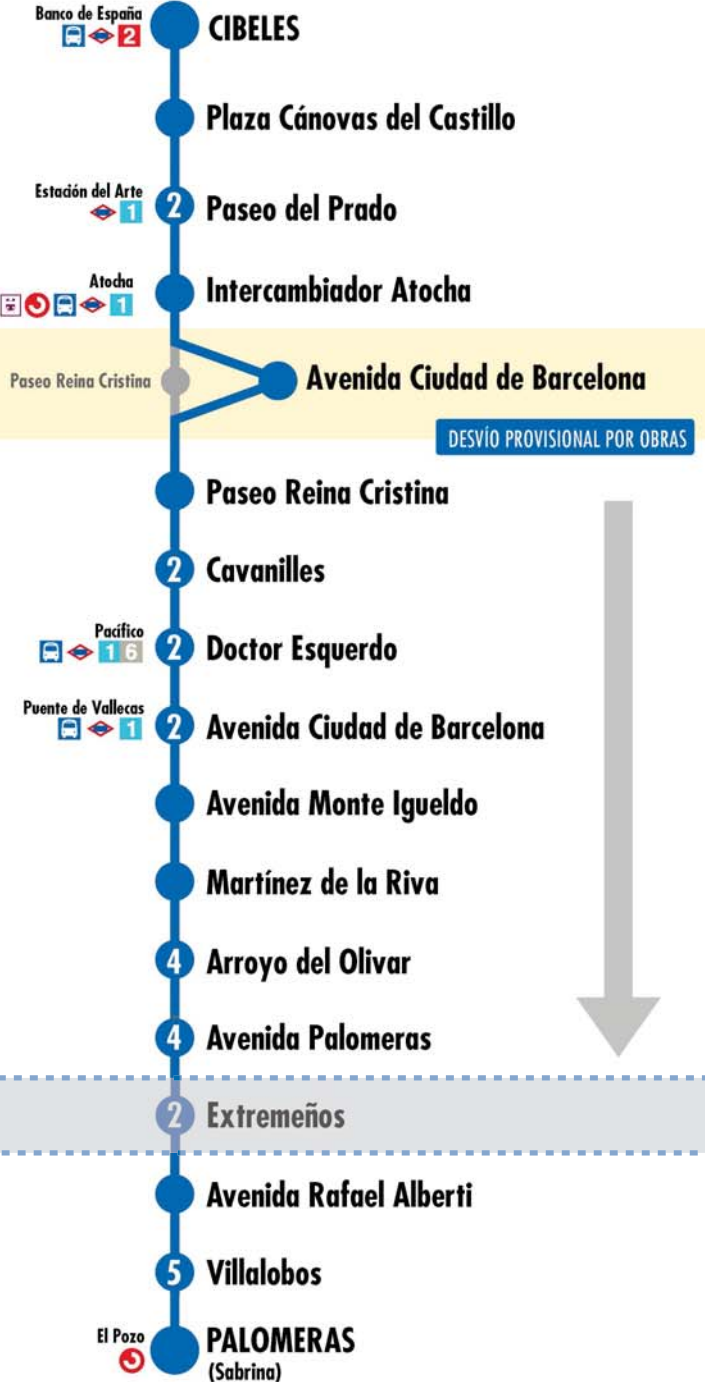 Banco de España
2
CIBELES
Plaza Cánovas del Castillo
Estación del Arte
1
2
Paseo del Prado
Atocha
1
Intercambiador Atocha
Paseo Reina Cristina
Avenida Ciudad de Barcelona
DESVÍO PROVISIONAL POR OBRAS
Paseo Reina Cristina
2
Cavanilles
Pacífico
1 6
2
Doctor Esquerdo
Puente de Vallecas
1
2
Avenida Ciudad de Barcelona
Avenida Monte Igueldo
Martínez de la Riva
4
Arroyo del Olivar
4
Avenida Palomeras
2
Extremeños
Avenida Rafael Alberti
5
Villalobos
El Pozo
PALOMERAS
(Sabrina)